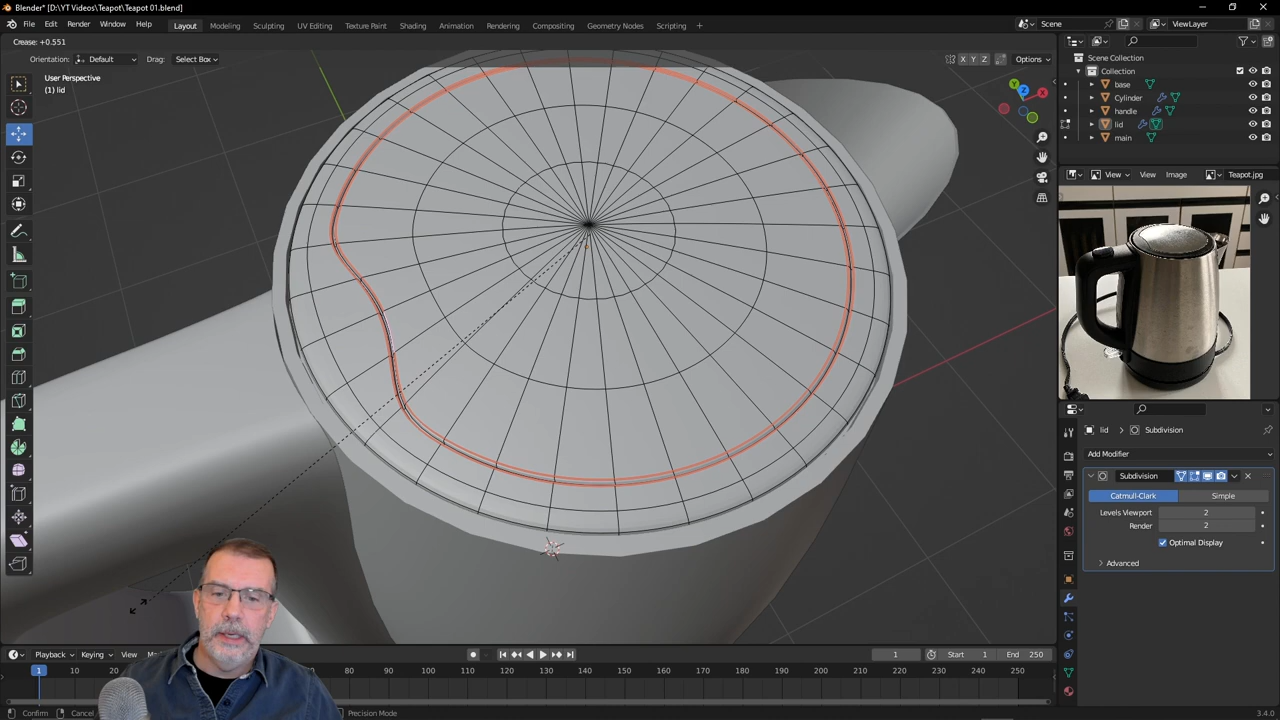 Blender* [D:\YT Videos\Teapot\Teapot 01.blend]
File Edit Render Window Help Layout Modeling Sculpting UV Editing Texture Paint Shading Animation Rendering Compositing Geometry Nodes Scripting + Scene ViewLayer
Crease: +0.551
Orientation: Default Drag: Select Box X Y Z Options
User Perspective
(1) lid
Scene Collection
Collection
base
Cylinder
handle
lid
main
View View Image Teapot.jpg
lid > Subdivision
Add Modifier
Subdivision
Catmull-Clark Simple
Levels Viewport 2
Render 2
Optimal Display
Advanced
Playback Keying View 1 Start 1 End 250
1 10 20 80 90 100 110 120 130 140 150 160 170 180 190 200 210 220 230 240 250
Confirm Cancel Precision Mode 3.4.0